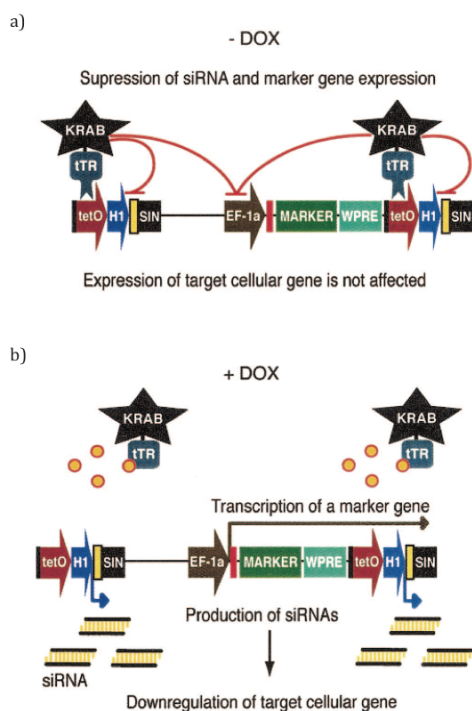 a)
- DOX
Supression of siRNA and marker gene expression
KRAB KRAB
tTR tTR
tetO H1 SIN EF-1a MARKER WPRE tetO H1 SIN
Expression of target cellular gene is not affected
b)
+ DOX
KRAB KRAB
tTR tTR
Transcription of a marker gene
tetO H1 SIN EF-1a MARKER WPRE tetO H1 SIN
Production of siRNAs
siRNA
Downregulation of target cellular gene